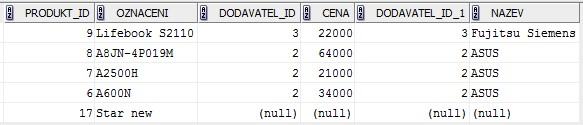 PRODUKT_ID OZNACENI DODAVATEL_ID CENA DODAVATEL_ID_1 NAZEV
9 Lifebook S2110 3 22000 3 Fujitsu Siemens
8 A8JN-4P019M 2 64000 2 ASUS
7 A2500H 2 21000 2 ASUS
6 A600N 2 34000 2 ASUS
17 Star new (null) (null) (null) (null)